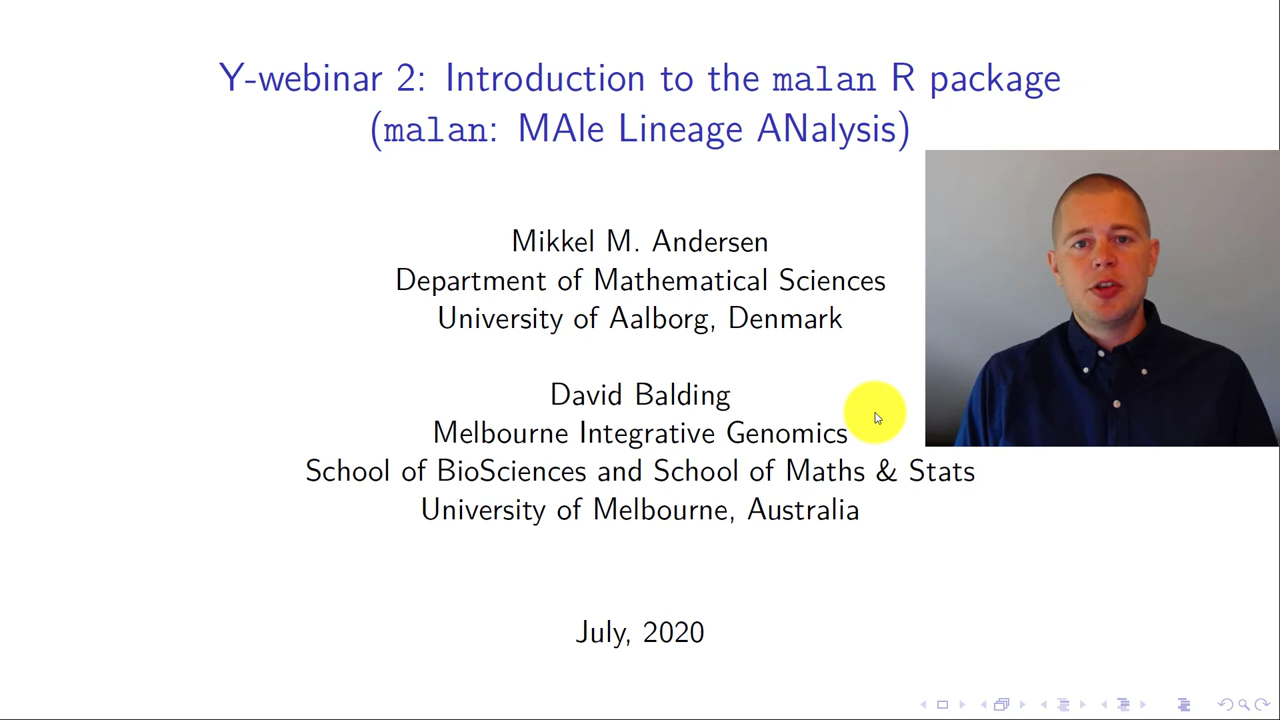 Y-webinar 2: Introduction to the malan R package
(malan: MAle Lineage ANalysis)
Mikkel M. Andersen
Department of Mathematical Sciences
University of Aalborg, Denmark
David Balding
Melbourne Integrative Genomics
School of BioSciences and School of Maths & Stats
University of Melbourne, Australia
July, 2020